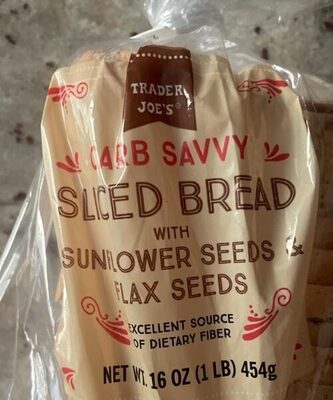 TRADER
JOE'S®
CARB SAVVY
SLICED BREAD
WITH
SUNFLOWER SEEDS &
FLAX SEEDS
EXCELLENT SOURCE
OF DIETARY FIBER
NET WT. 16 OZ (1 LB) 454g